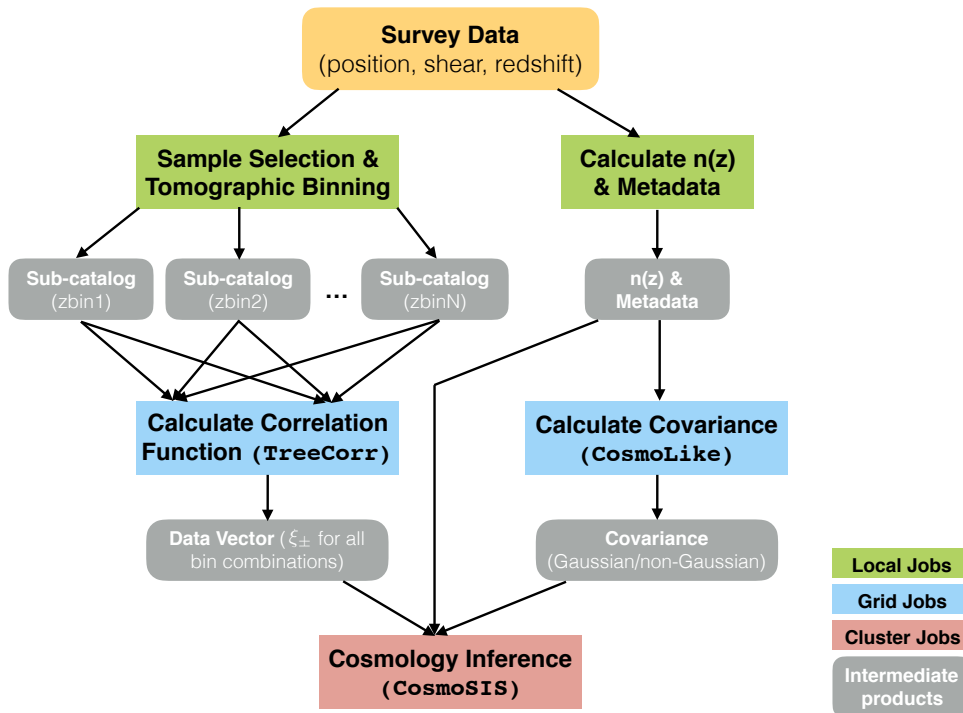 Survey Data
(position, shear, redshift)
Sample Selection &
Tomographic Binning
Calculate n(z)
& Metadata
Sub-catalog
(zbin1)
Sub-catalog
(zbin2)
...
Sub-catalog
(zbinN)
n(z) &
Metadata
Calculate Correlation
Function (TreeCorr)
Calculate Covariance
(CosmoLike)
Data Vector (ξ± for all
bin combinations)
Covariance
(Gaussian/non-Gaussian)
Cosmology Inference
(CosmoSIS)
Local Jobs
Grid Jobs
Cluster Jobs
Intermediate
products